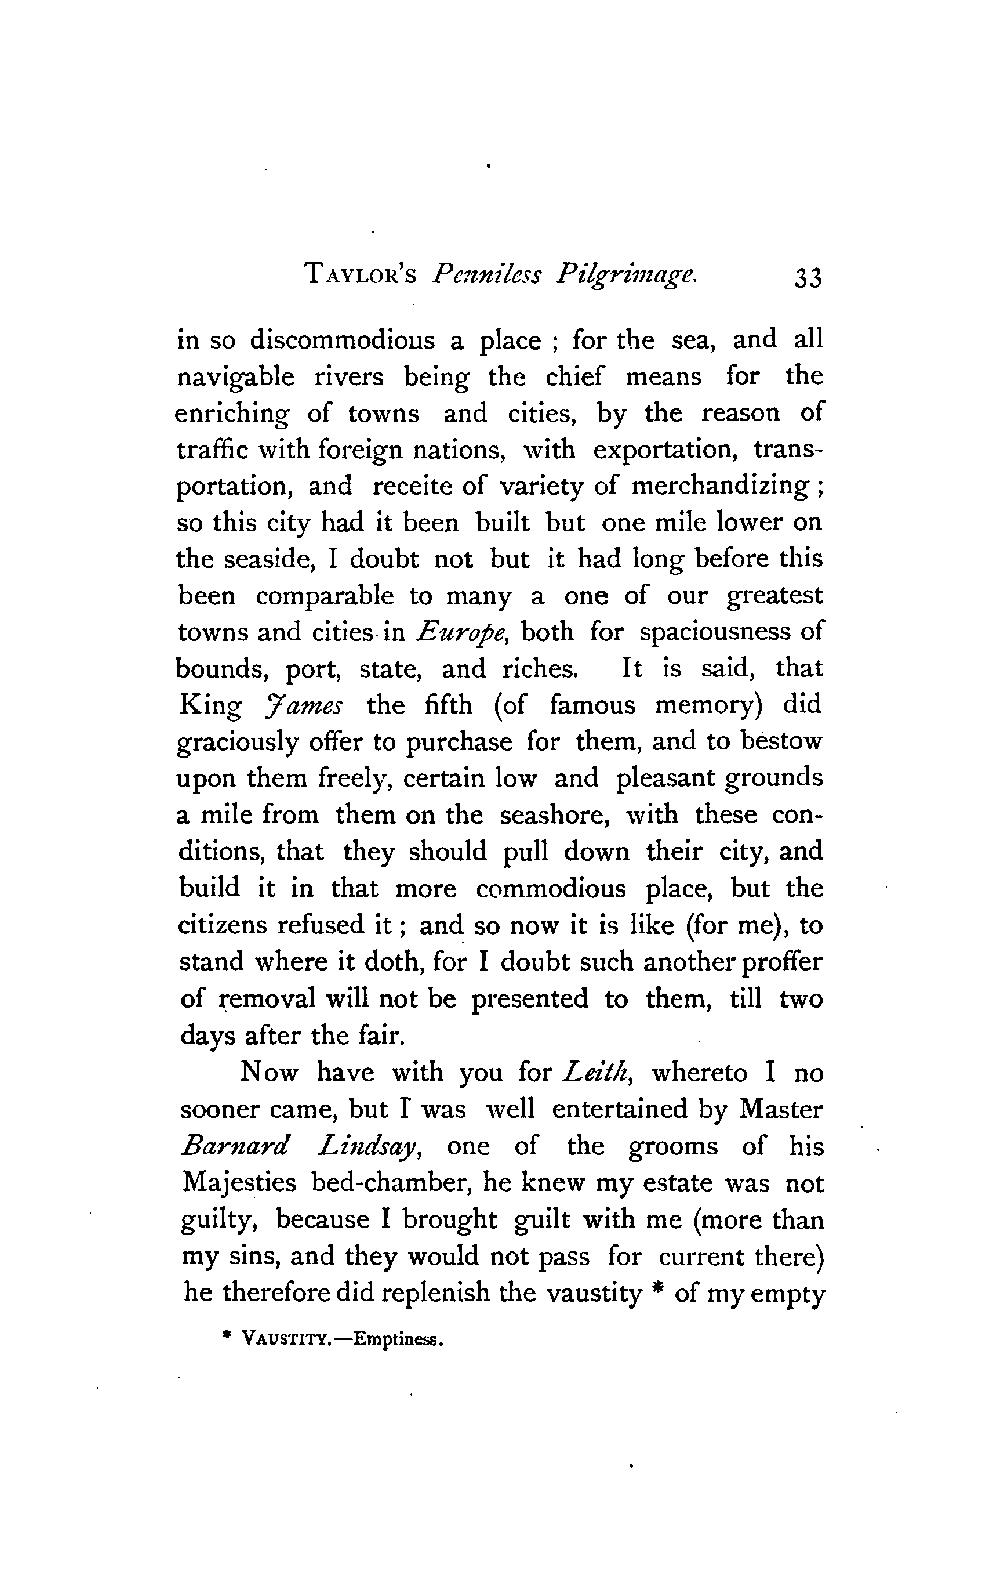 TAYLOR'S Penniless Pilgrimage. 33
in so discommodious a place ; for the sea, and all
navigable rivers being the chief means for the
enriching of towns and cities, by the reason of
traffic with foreign nations, with exportation, trans-
portation, and receite of variety of merchandizing ;
so this city had it been built but one mile lower on
the seaside, I doubt not but it had long before this
been comparable to many a one of our greatest
towns and cities in Europe, both for spaciousness of
bounds, port, state, and riches. It is said, that
King James the fifth (of famous memory) did
graciously offer to purchase for them, and to bestow
upon them freely, certain low and pleasant grounds
a mile from them on the seashore, with these con-
ditions, that they should pull down their city, and
build it in that more commodious place, but the
citizens refused it ; and so now it is like (for me), to
stand where it doth, for I doubt such another proffer
of removal will not be presented to them, till two
days after the fair.
Now have with you for Leith, whereto I no
sooner came, but I was well entertained by Master
Barnard Lindsay, one of the grooms of his
Majesties bed-chamber, he knew my estate was not
guilty, because I brought guilt with me (more than
my sins, and they would not pass for current there)
he therefore did replenish the vaustity * of my empty
* VAUSTITY.—Emptiness.